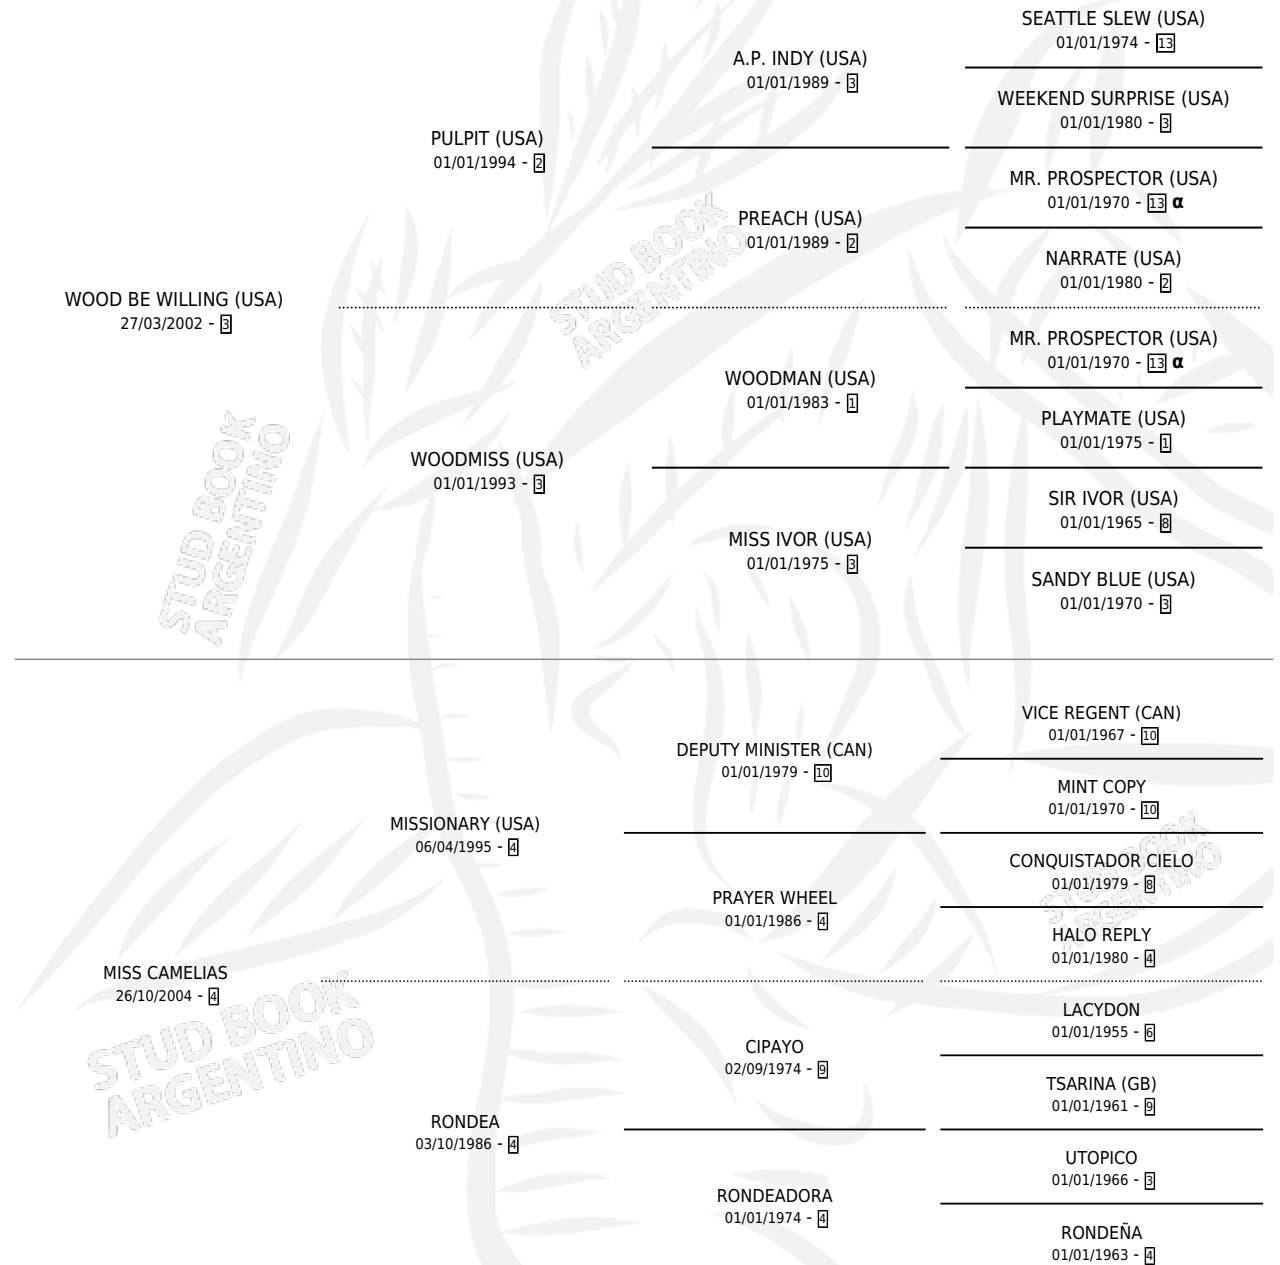 SEATTLE SLEW (USA)
01/01/1974 - 13
A.P. INDY (USA)
01/01/1989 - 3
WEEKEND SURPRISE (USA)
01/01/1980 - 3
PULPIT (USA)
01/01/1994 - 2
MR. PROSPECTOR (USA)
01/01/1970 - 13 α
PREACH (USA)
01/01/1989 - 2
NARRATE (USA)
01/01/1980 - 2
WOOD BE WILLING (USA)
27/03/2002 - 3
MR. PROSPECTOR (USA)
01/01/1970 - 13 α
WOODMAN (USA)
01/01/1983 - 1
PLAYMATE (USA)
01/01/1975 - 1
WOODMISS (USA)
01/01/1993 - 3
SIR IVOR (USA)
01/01/1965 - 8
MISS IVOR (USA)
01/01/1975 - 3
SANDY BLUE (USA)
01/01/1970 - 3
VICE REGENT (CAN)
01/01/1967 - 10
DEPUTY MINISTER (CAN)
01/01/1979 - 10
MINT COPY
01/01/1970 - 10
MISSIONARY (USA)
06/04/1995 - 4
CONQUISTADOR CIELO
01/01/1979 - 8
PRAYER WHEEL
01/01/1986 - 4
HALO REPLY
01/01/1980 - 4
MISS CAMELIAS
26/10/2004 - 4
LACYDON
01/01/1955 - 6
CIPAYO
02/09/1974 - 9
TSARINA (GB)
01/01/1961 - 9
RONDEA
03/10/1986 - 4
UTOPICO
01/01/1966 - 3
RONDEADORA
01/01/1974 - 4
RONDEÑA
01/01/1963 - 4
STUD BOOK
ARGENTINO
STUD BOOK
ARGENTINO
STUD BOOK
ARGENTINO
STUD BOOK
ARGENTINO